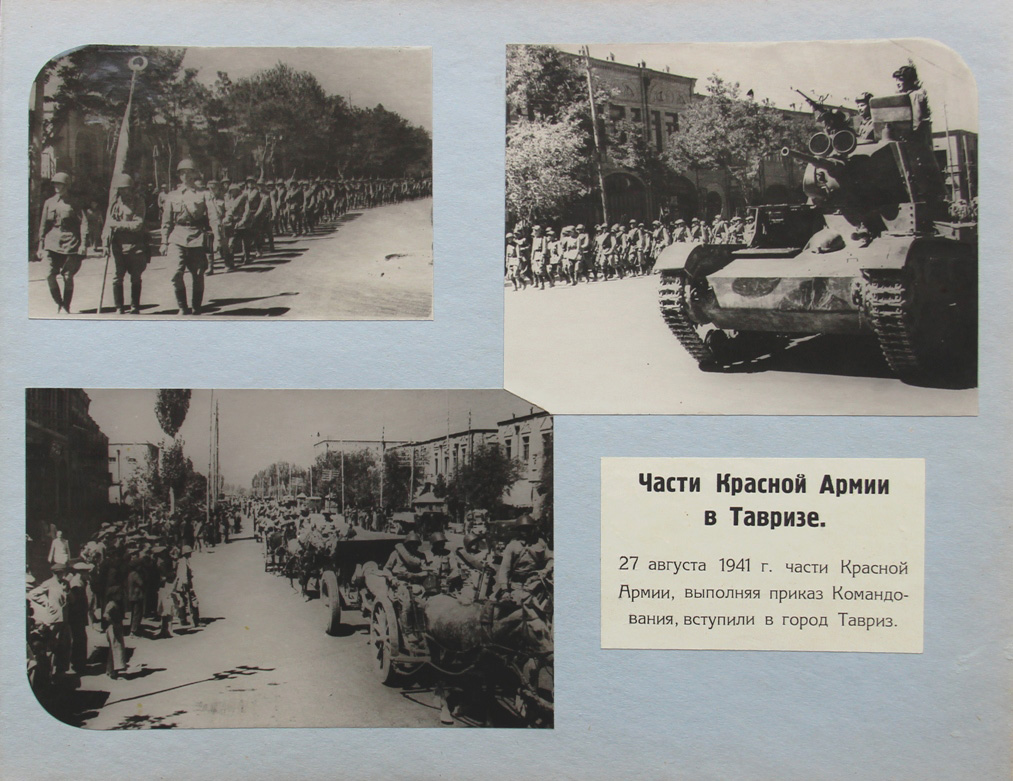 Части Красной Армии
в Тавризе.
27 августа 1941 г. части Красной
Армии, выполняя приказ Командо-
вания, вступили в город Тавриз.